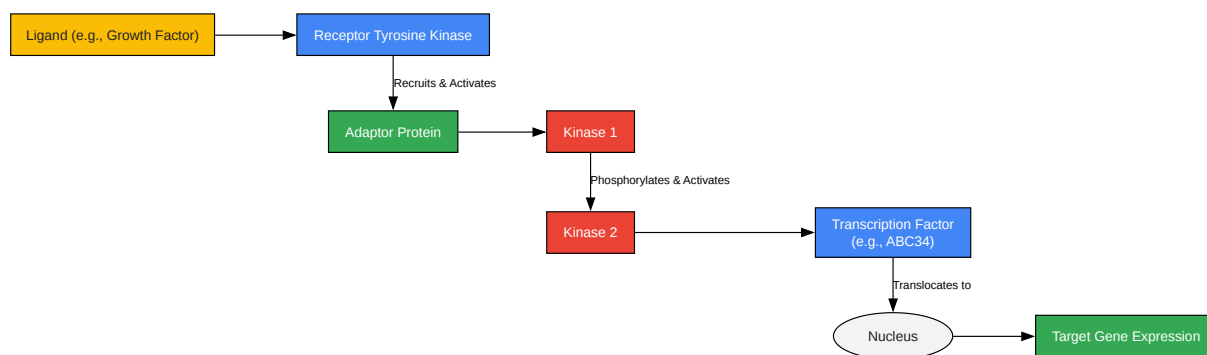 Ligand (e.g., Growth Factor)
Receptor Tyrosine Kinase
Recruits & Activates
Adaptor Protein
Kinase 1
Phosphorylates & Activates
Kinase 2
Transcription Factor
(e.g., ABC34)
Translocates to
Nucleus
Target Gene Expression